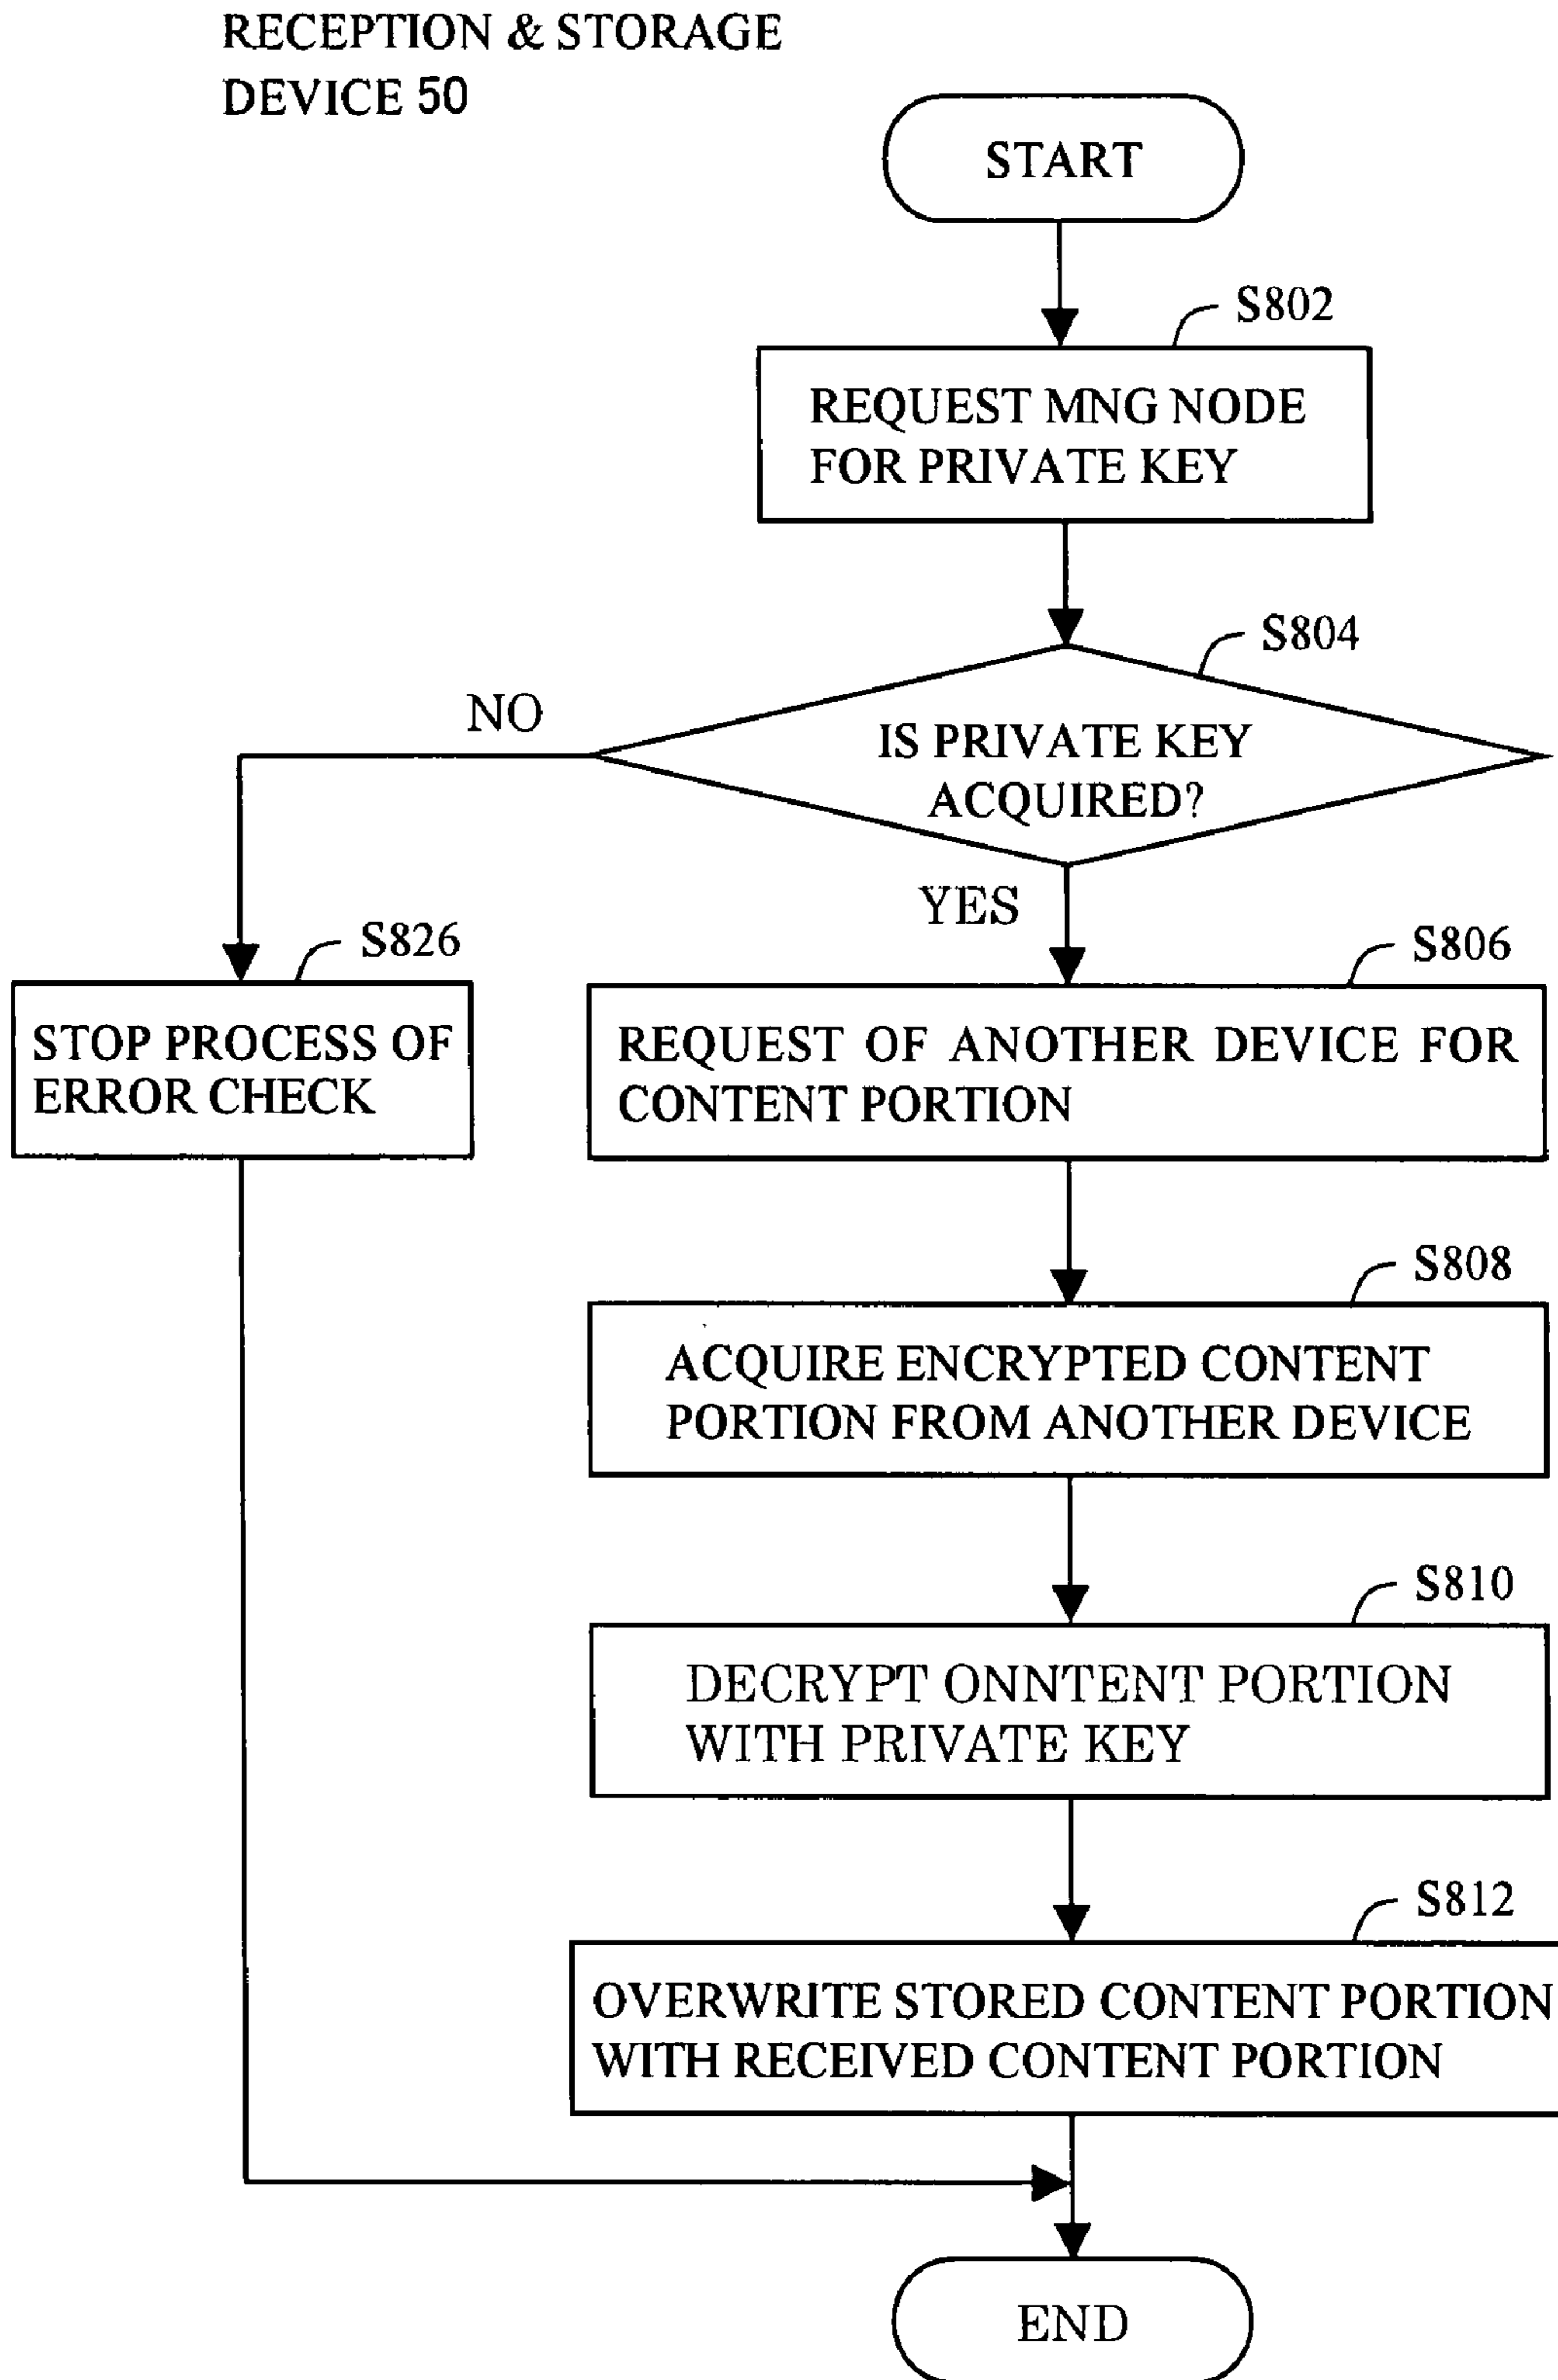 RECEPTION & STORAGE
DEVICE 50
START
S802
REQUEST MNG NODE
FOR PRIVATE KEY
S804
NO
IS PRIVATE KEY
ACQUIRED?
YES
S826
S806
STOP PROCESS OF
ERROR CHECK
REQUEST OF ANOTHER DEVICE FOR
CONTENT PORTION
S808
ACQUIRE ENCRYPTED CONTENT
PORTION FROM ANOTHER DEVICE
S810
DECRYPT ONNTENT PORTION
WITH PRIVATE KEY
S812
OVERWRITE STORED CONTENT PORTION
WITH RECEIVED CONTENT PORTION
END